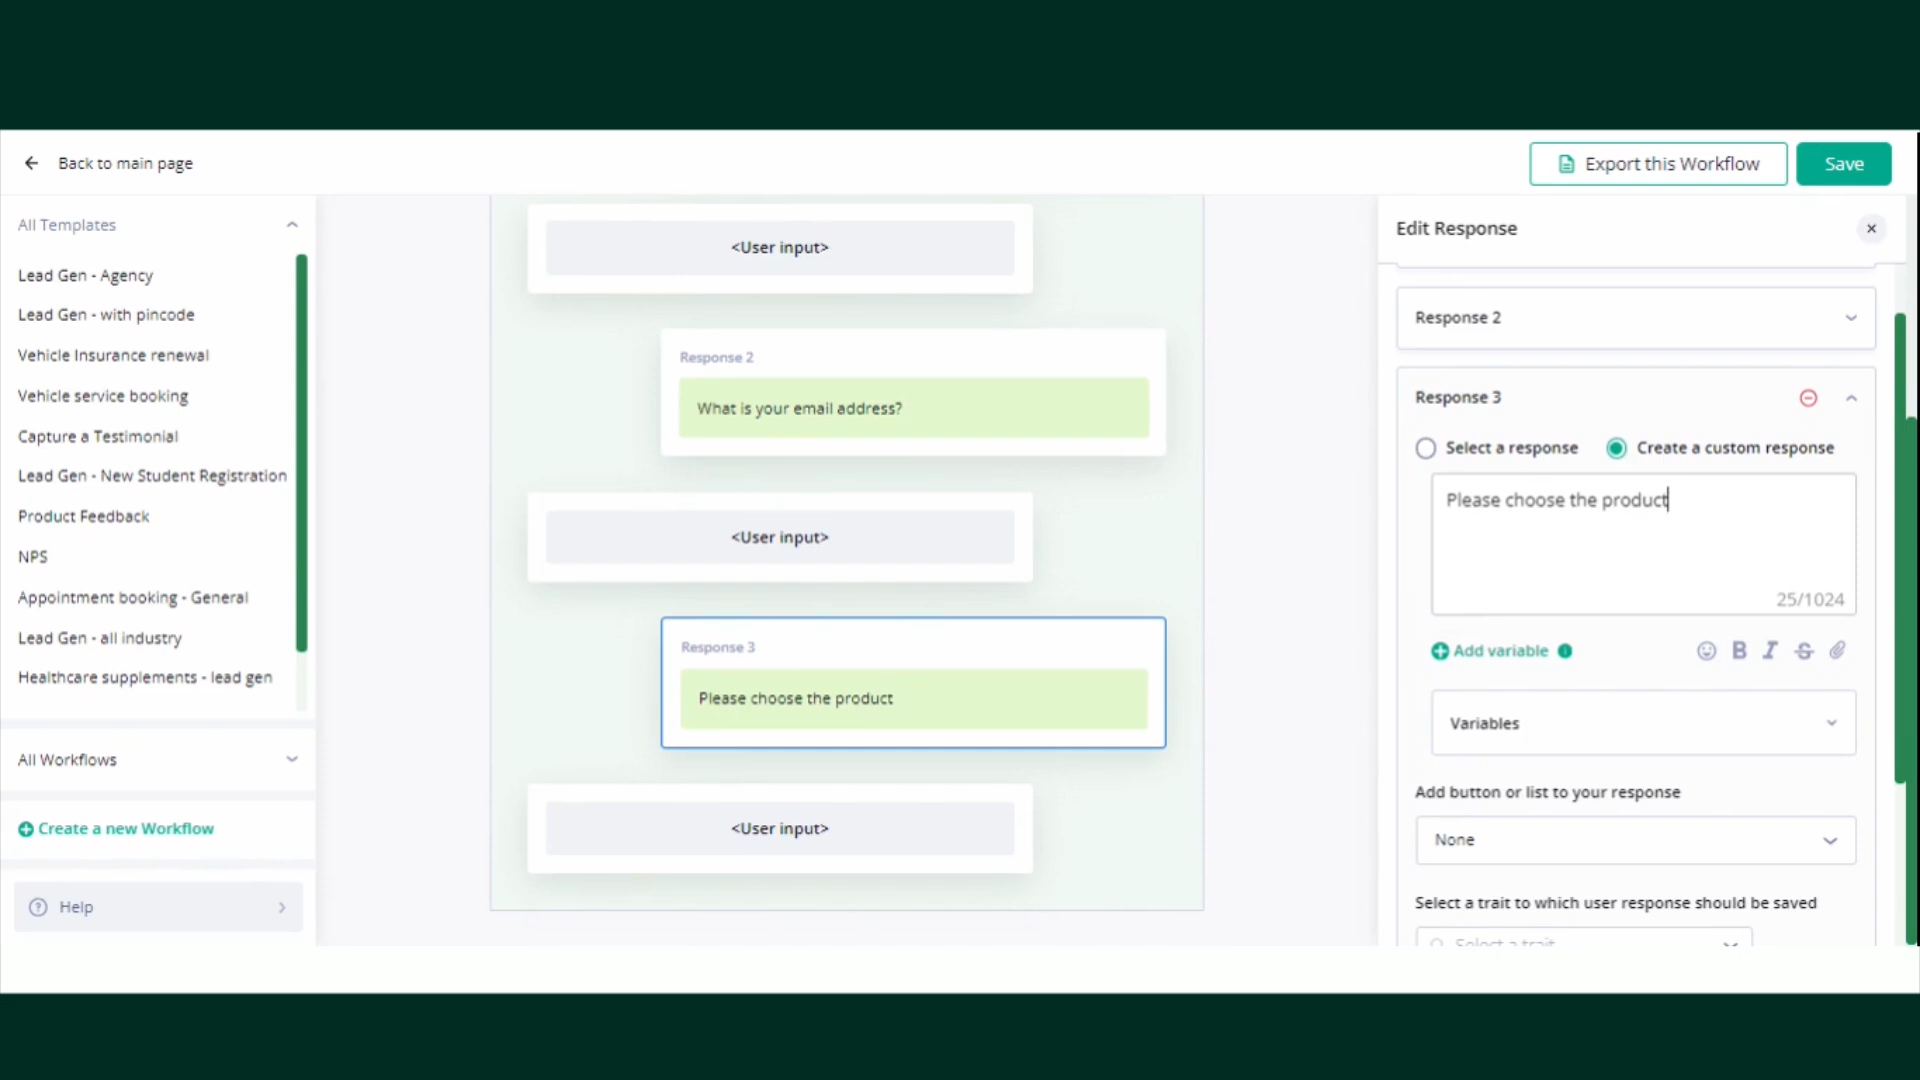 Back to main page
Export this Workflow
Save
All Templates
Lead Gen - Agency
Lead Gen - with pincode
Vehicle Insurance renewal
Vehicle service booking
Capture a Testimonial
Lead Gen - New Student Registration
Product Feedback
NPS
Appointment booking - General
Lead Gen - all industry
Healthcare supplements - lead gen
All Workflows
Create a new Workflow
Help
<User input>
Response 2
What is your email address?
<User input>
Response 3
Please choose the product
<User input>
Edit Response
Response 2
Response 3
Select a response
Create a custom response
Please choose the product
25/1024
Add variable
B I S
Variables
Add button or list to your response
None
Select a trait to which user response should be saved
Select a trait